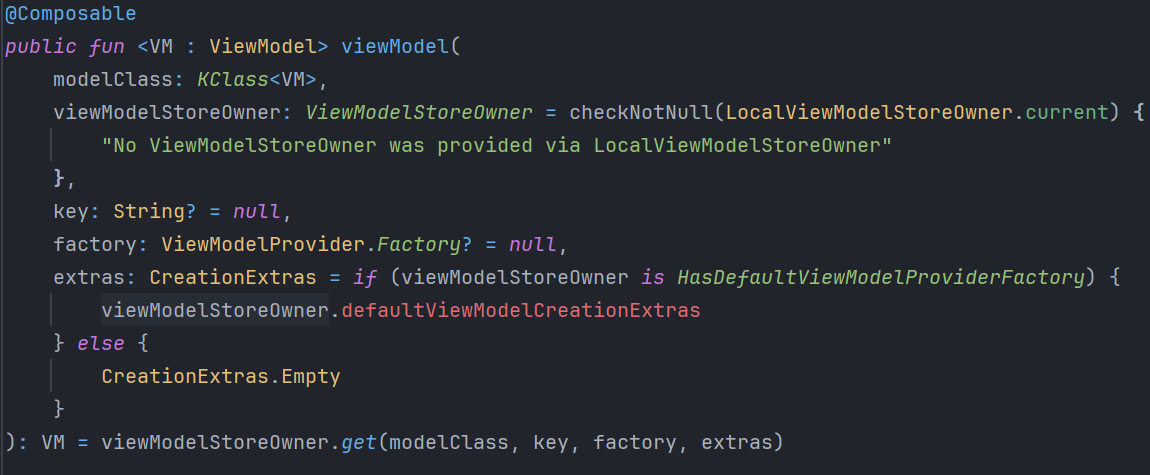 @Composable
public fun <VM : ViewModel> viewModel(
    modelClass: KClass<VM>,
    viewModelStoreOwner: ViewModelStoreOwner = checkNotNull(LocalViewModelStoreOwner.current) {
        "No ViewModelStoreOwner was provided via LocalViewModelStoreOwner"
    },
    key: String? = null,
    factory: ViewModelProvider.Factory? = null,
    extras: CreationExtras = if (viewModelStoreOwner is HasDefaultViewModelProviderFactory) {
        viewModelStoreOwner.defaultViewModelCreationExtras
    } else {
        CreationExtras.Empty
    }
): VM = viewModelStoreOwner.get(modelClass, key, factory, extras)